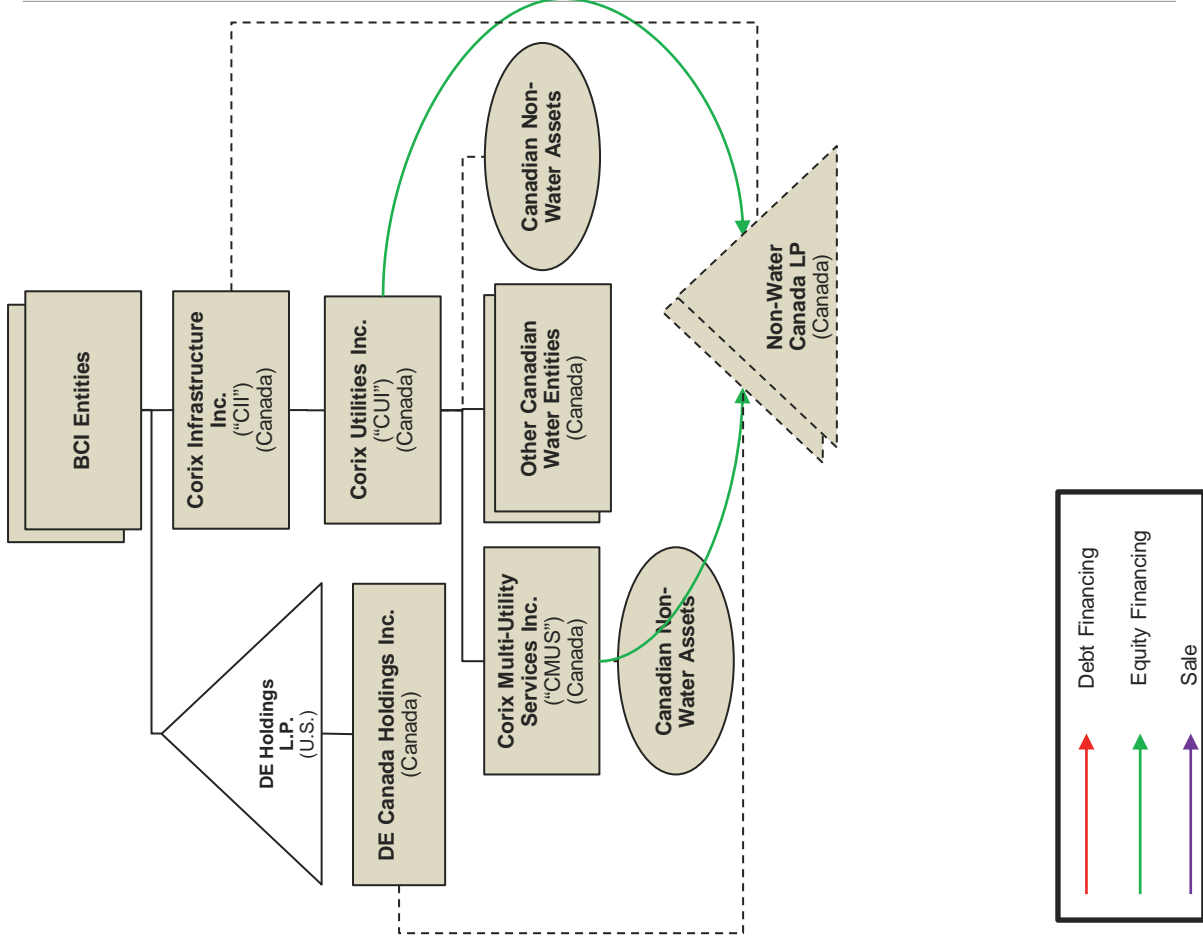 BCI Entities
DE Holdings
L.P.
(U.S.)
Corix Infrastructure
Inc.
("CII")
(Canada)
DE Canada Holdings Inc.
(Canada)
Corix Utilities Inc.
("CUI")
(Canada)
Corix Multi-Utility
Services Inc.
("CMUS")
(Canada)
Other Canadian
Water Entities
(Canada)
Canadian Non-
Water Assets
Canadian Non-
Water Assets
Non-Water
Canada LP
(Canada)
Debt Financing
Equity Financing
Sale